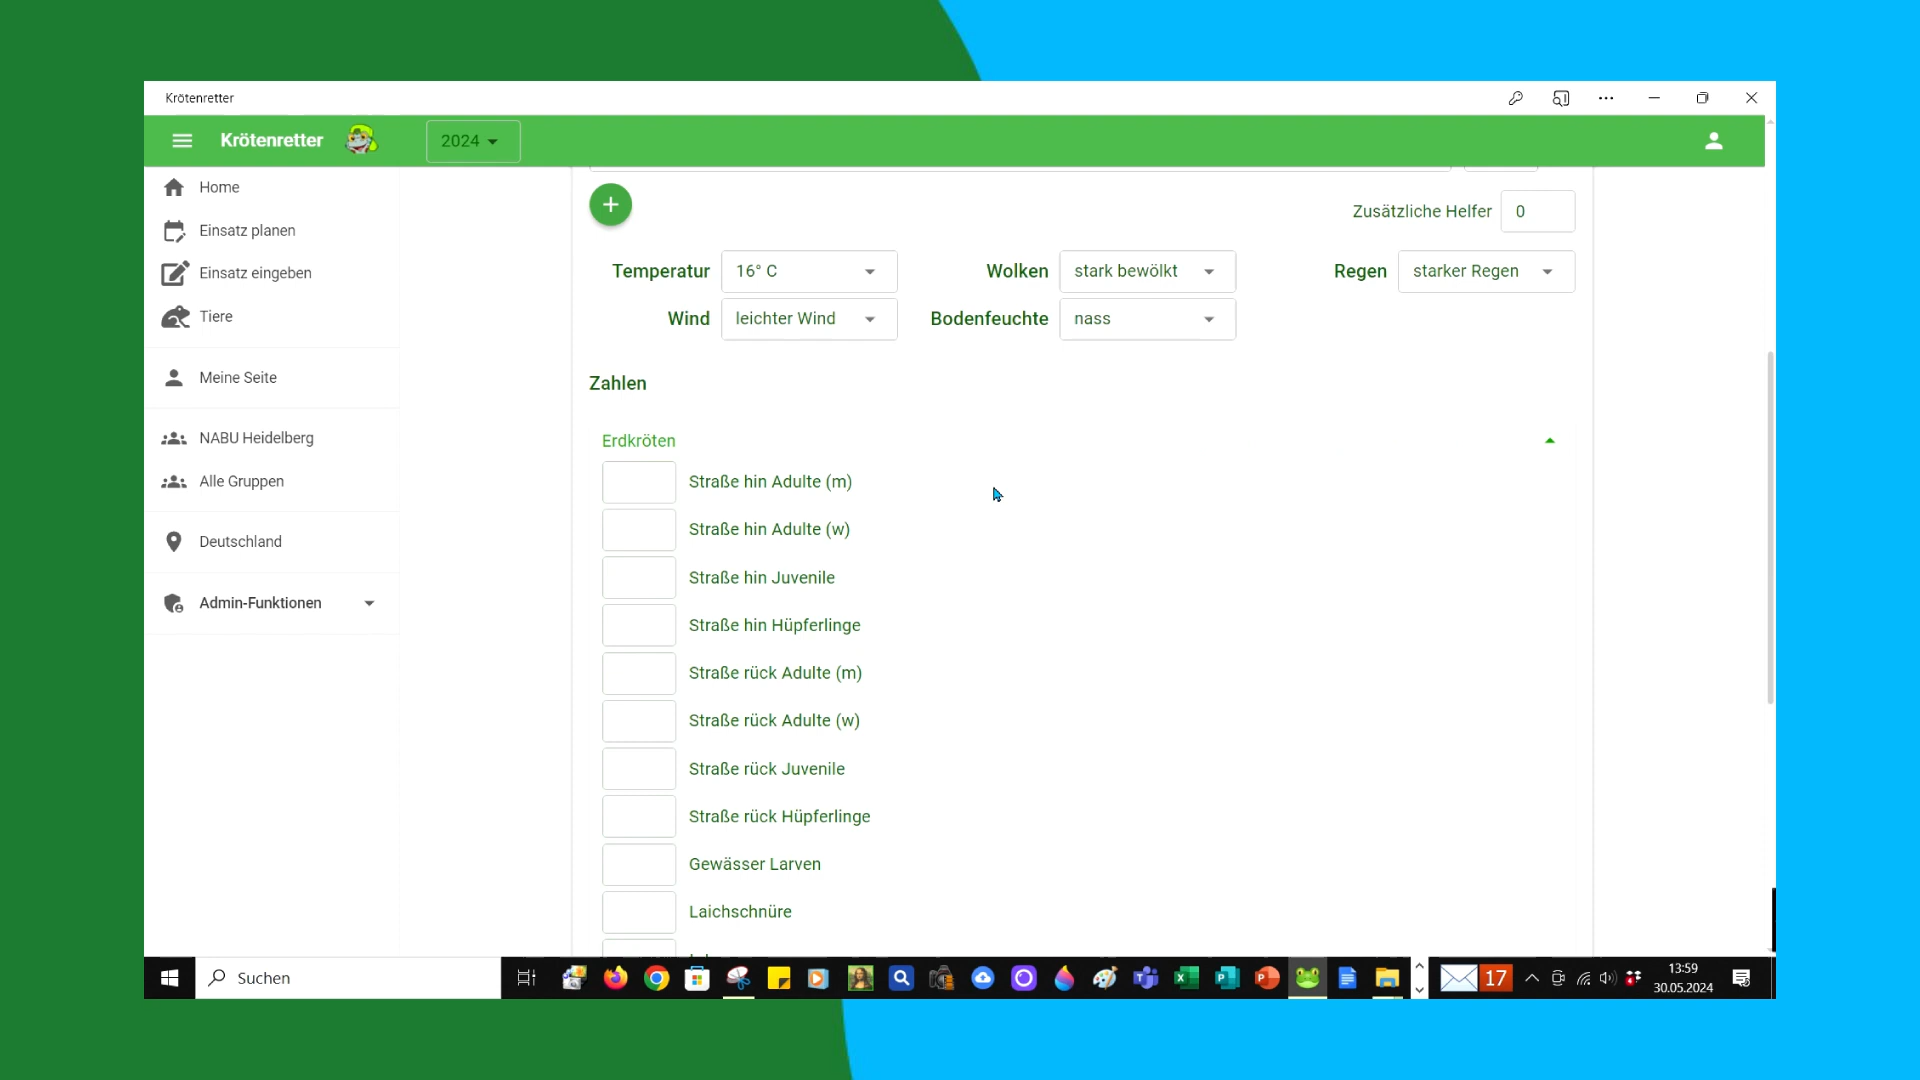 Krötenretter
Krötenretter
2024
Home
Einsatz planen
Einsatz eingeben
Tiere
Meine Seite
NABU Heidelberg
Alle Gruppen
Deutschland
Admin-Funktionen
Zusätzliche Helfer 0
Temperatur 16° C Wolken stark bewölkt Regen starker Regen
Wind leichter Wind Bodenfeuchte nass
Zahlen
Erdkröten
Straße hin Adulte (m)
Straße hin Adulte (w)
Straße hin Juvenile
Straße hin Hüpferlinge
Straße rück Adulte (m)
Straße rück Adulte (w)
Straße rück Juvenile
Straße rück Hüpferlinge
Gewässer Larven
Laichschnüre
Suchen
17
13:59
30.05.2024